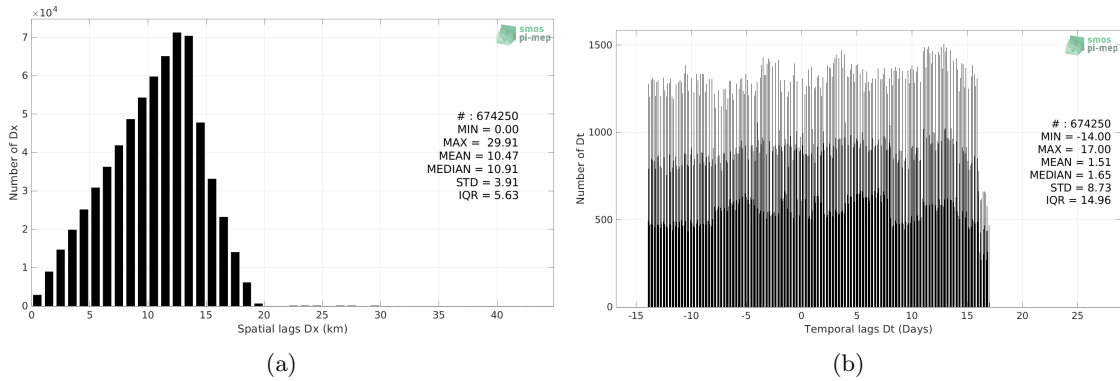 ×10⁴
smos
pi-mep
7
6
5
4
3
2
1
0
Number of Dx
# : 674250
MIN = 0.00
MAX = 29.91
MEAN = 10.47
MEDIAN = 10.91
STD = 3.91
IQR = 5.63
0 5 10 15 20 25 30 35 40
Spatial lags Dx (km)
(a)
smos
pi-mep
1500
1000
500
0
Number of Dt
# : 674250
MIN = -14.00
MAX = 17.00
MEAN = 1.51
MEDIAN = 1.65
STD = 8.73
IQR = 14.96
-15 -10 -5 0 5 10 15 20 25
Temporal lags Dt (Days)
(b)